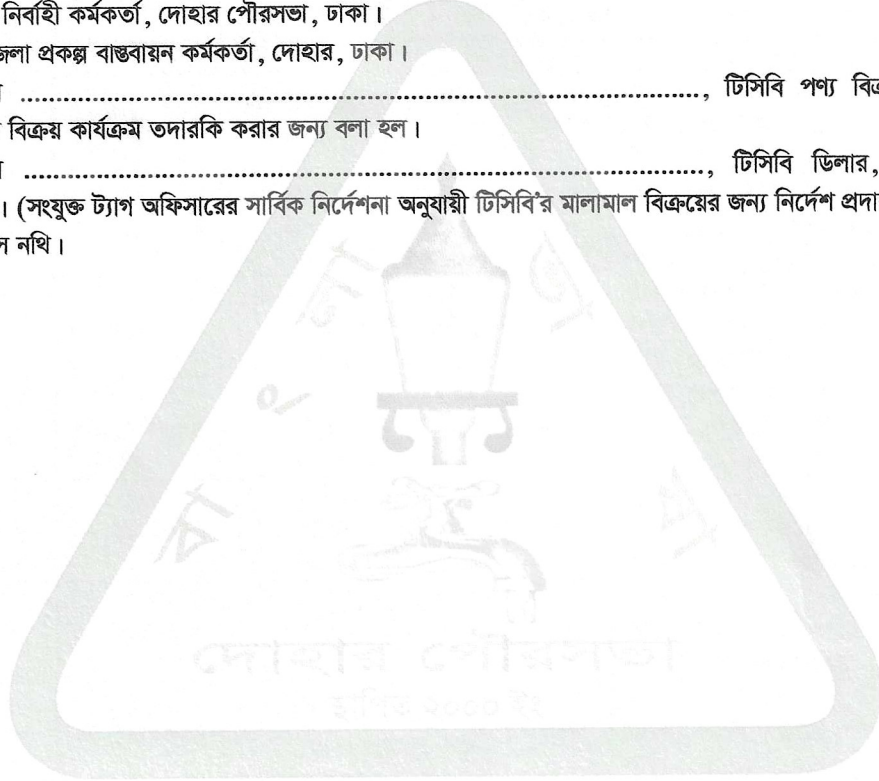 নির্বাহী কর্মকর্তা, দোহার পৌরসভা, ঢাকা।
প্রকল্প বাস্তবায়ন কর্মকর্তা, দোহার, ঢাকা।
............................................................................................................, টিসিবি পণ্য
বিক্রয় কার্যক্রম তদারকি করার জন্য বলা হল।
............................................................................................................, টিসিবি ডিলার,
। (সংযুক্ত ট্যাগ অফিসারের সার্বিক নির্দেশনা অনুযায়ী টিসিবি'র মালামাল বিক্রয়ের জন্য নির্দেশ
নথি।
বাংলাদেশ
দোহার পৌরসভা
স্থাপিত ২০০০ ইং